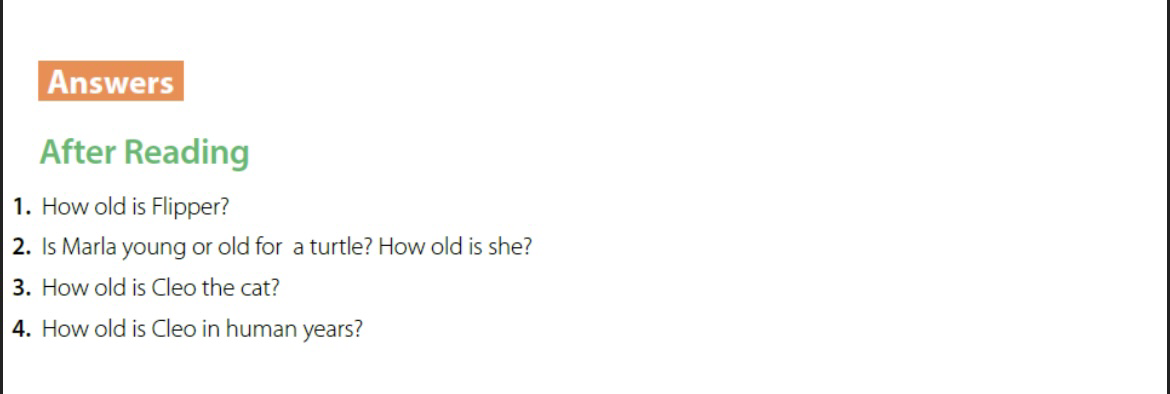 Answers
After Reading
1. How old is Flipper?
2. Is Marla young or old for  a turtle? How old is she?
3. How old is Cleo the cat?
4. How old is Cleo in human years?